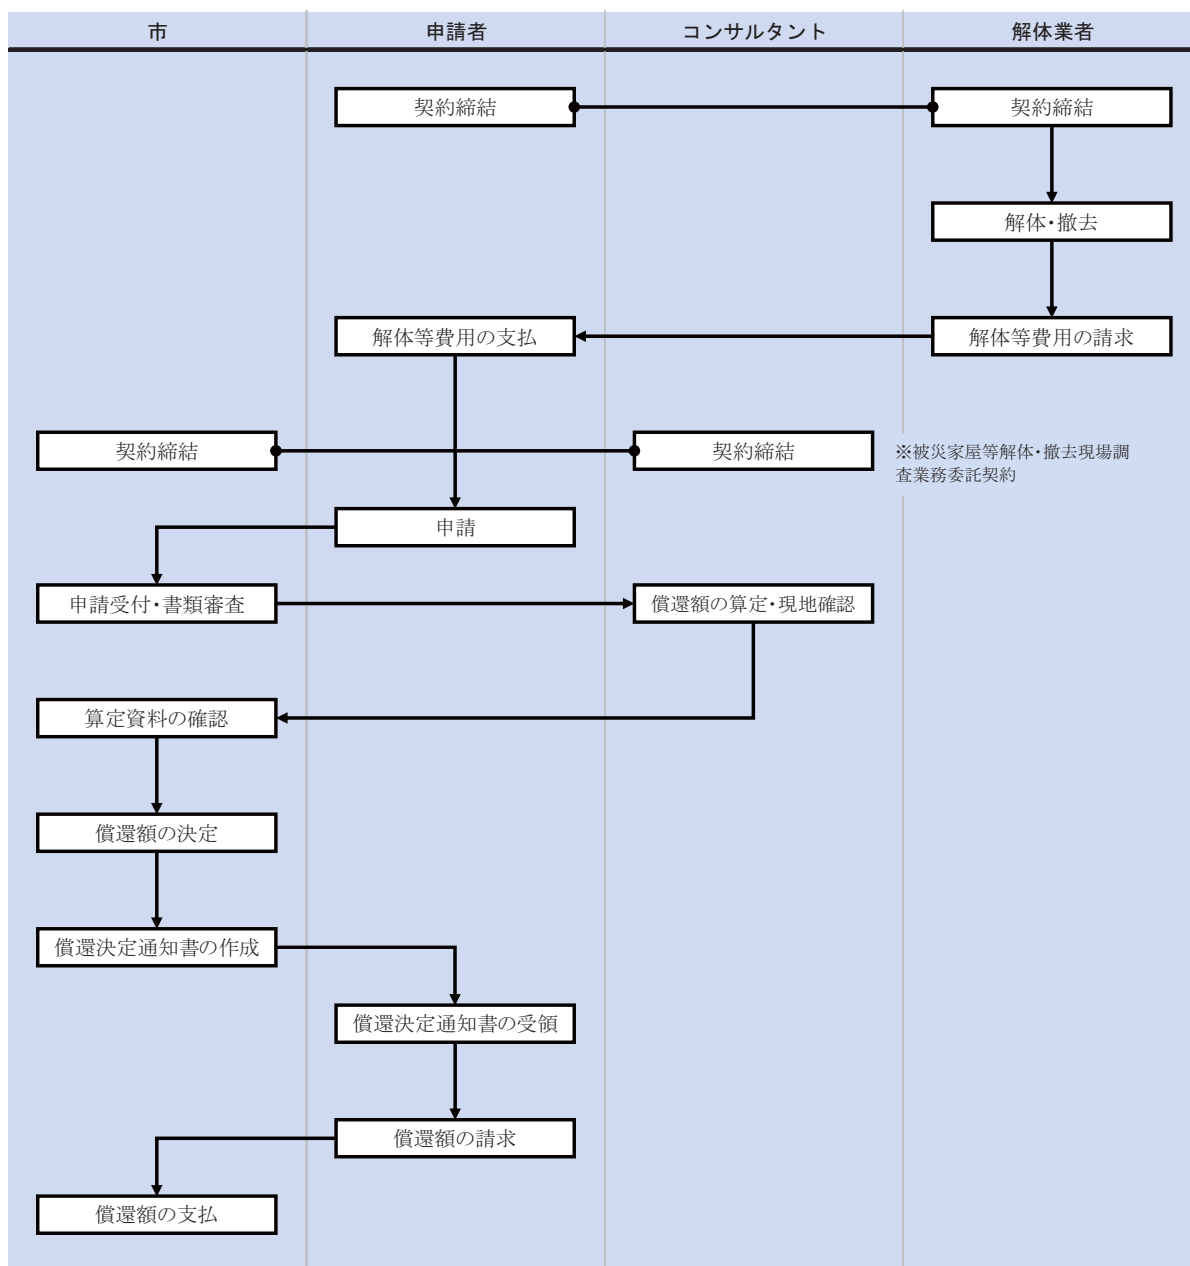 市
申請者
コンサルタント
解体業者
契約締結
契約締結
解体・撤去
解体等費用の支払
解体等費用の請求
契約締結
契約締結
※被災家屋等解体・撤去現場調
査業務委託契約
申請
申請受付・書類審査
償還額の算定・現地確認
算定資料の確認
償還額の決定
償還決定通知書の作成
償還決定通知書の受領
償還額の請求
償還額の支払